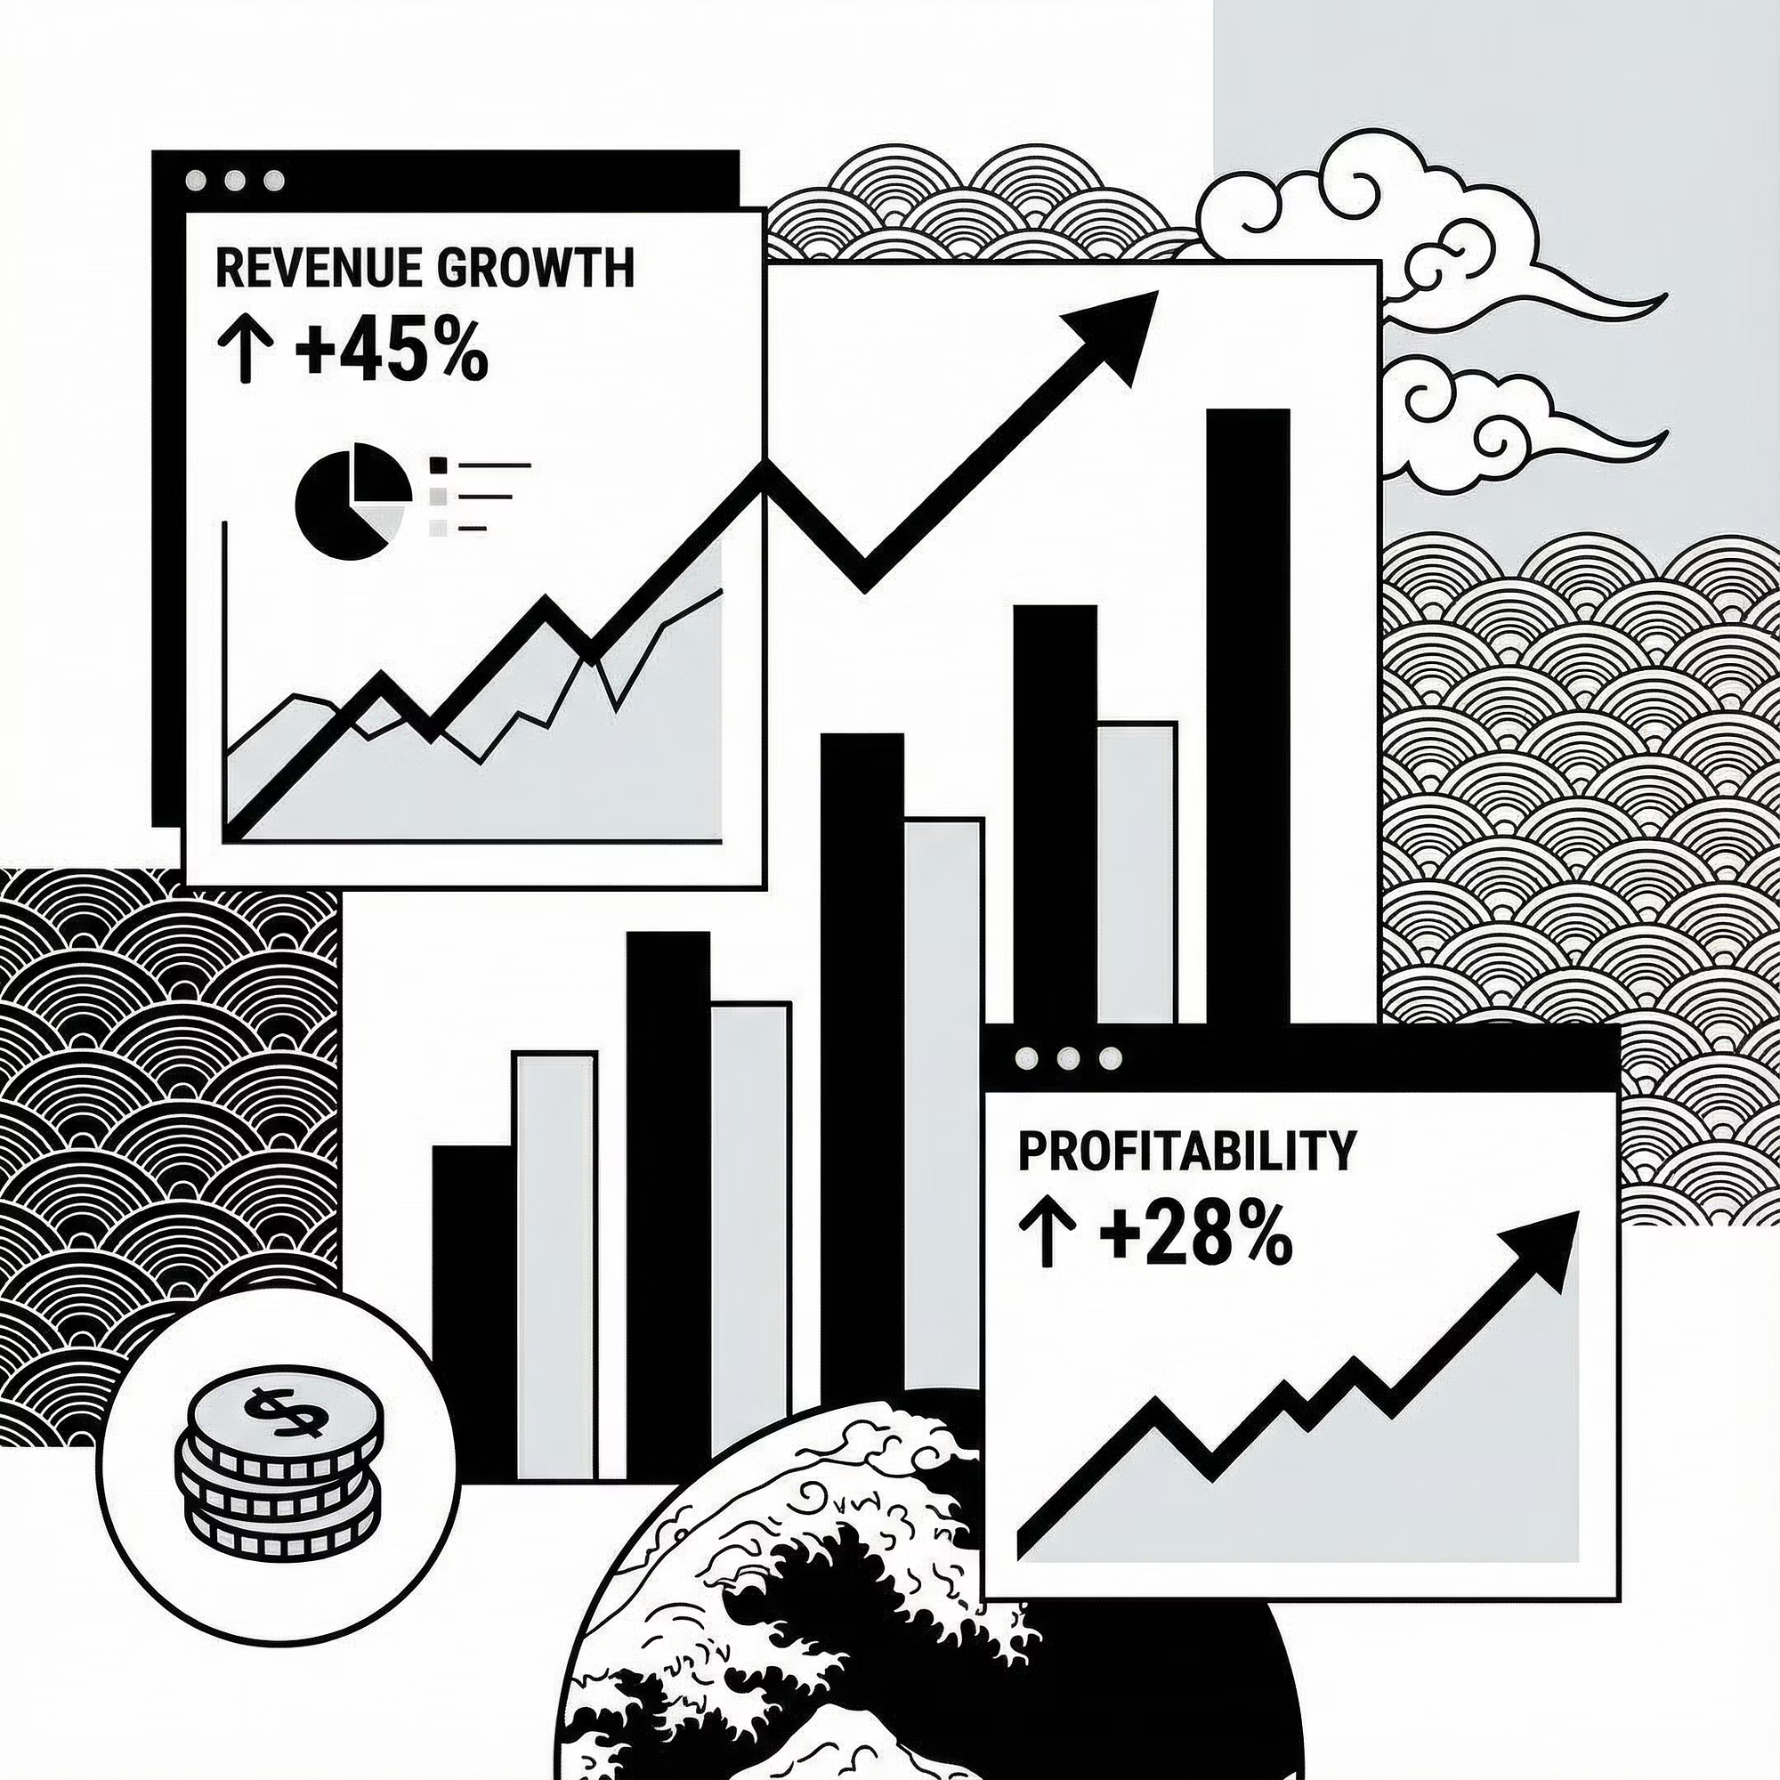 REVENUE GROWTH
↑ +45%
PROFITABILITY
↑ +28%
$